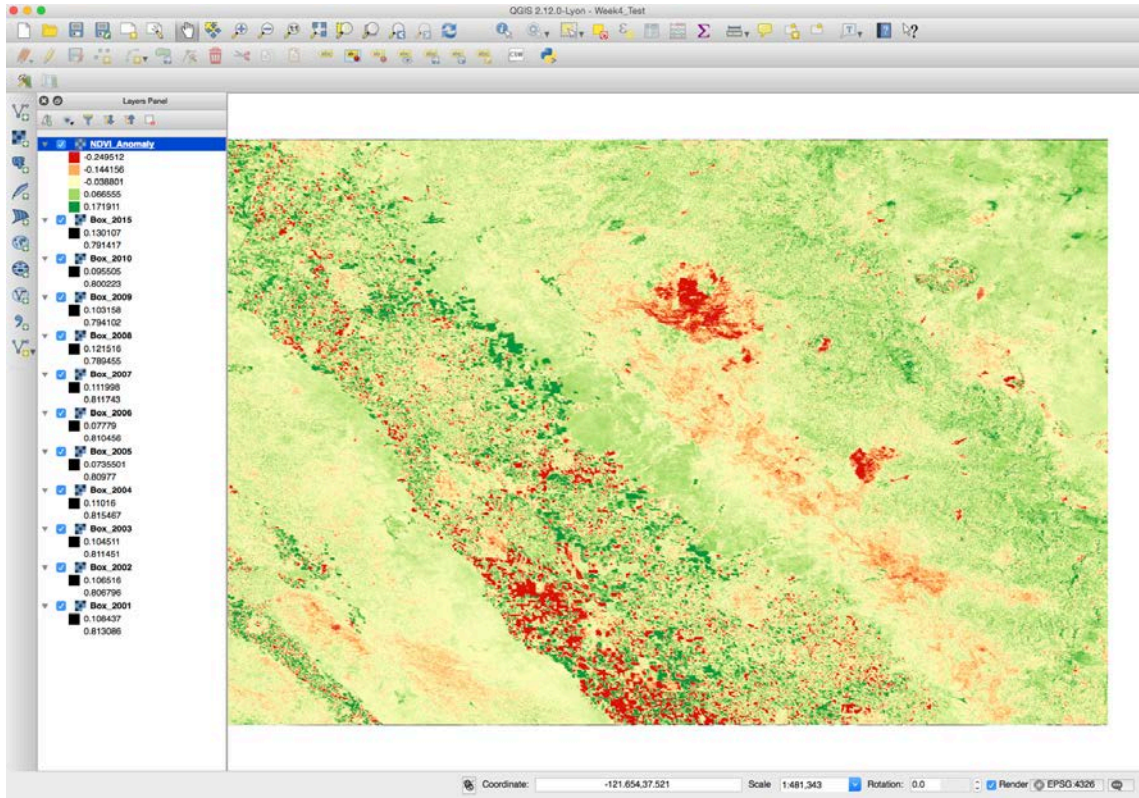 QGIS 2.12.0-Lyon - Week4_Test
CSW
Layers Panel
NDVI_Anomaly
-0.249512
-0.144156
-0.038801
0.066555
0.171911
Box_2015
0.130107
0.791417
Box_2010
0.095505
0.800223
Box_2009
0.103158
0.794102
Box_2008
0.121516
0.789455
Box_2007
0.111998
0.811743
Box_2006
0.07779
0.810456
Box_2005
0.0735501
0.80977
Box_2004
0.11016
0.815467
Box_2003
0.104511
0.811451
Box_2002
0.106516
0.806796
Box_2001
0.108437
0.813086
Coordinate: -121.654,37.521 Scale 1:481,343 Rotation: 0.0 Render EPSG:4326